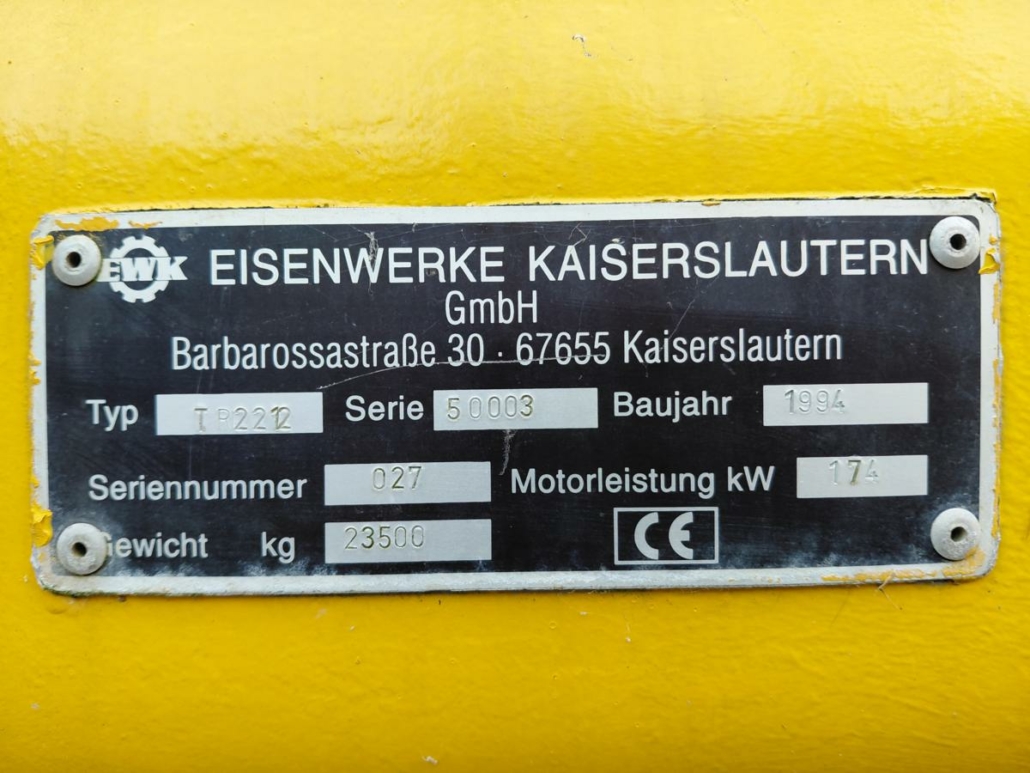 EWK EISENWERKE KAISERSLAUTERN
GmbH
Barbarossastraße 30 · 67655 Kaiserslautern
Typ TP2212 Serie 50003 Baujahr 1994
Seriennummer 027 Motorleistung kW 174
Gewicht kg 23500 CE